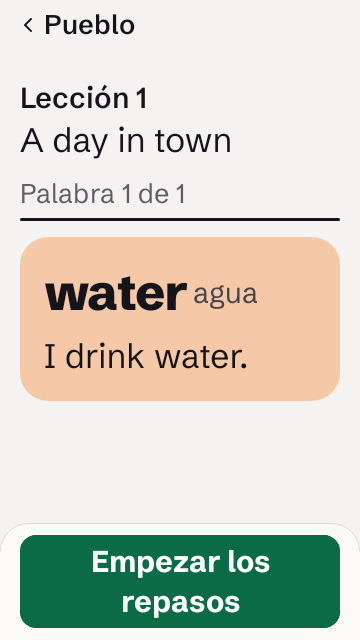 Pueblo
Lección 1
A day in town
Palabra 1 de 1
water agua
I drink water.
Empezar los
repasos